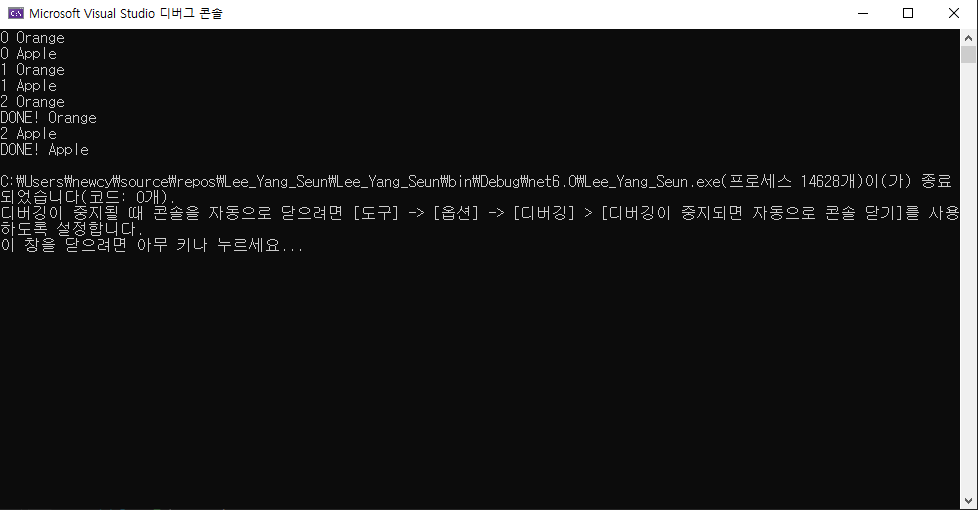 Microsoft Visual Studio 디버그 콘솔
0 Orange
0 Apple
1 Orange
1 Apple
2 Orange
DONE! Orange
2 Apple
DONE! Apple
C:₩Users₩newcy₩source₩repos₩Lee_Yang_Seun₩Lee_Yang_Seun₩bin₩Debug₩net6.0₩Lee_Yang_Seun.exe(프로세스 14628개)이(가) 종료
되었습니다(코드: 0개).
디버깅이 중지될 때 콘솔을 자동으로 닫으려면 [도구] -> [옵션] -> [디버깅] > [디버깅이 중지되면 자동으로 콘솔 닫기]를 사용
하도록 설정합니다.
이 창을 닫으려면 아무 키나 누르세요...